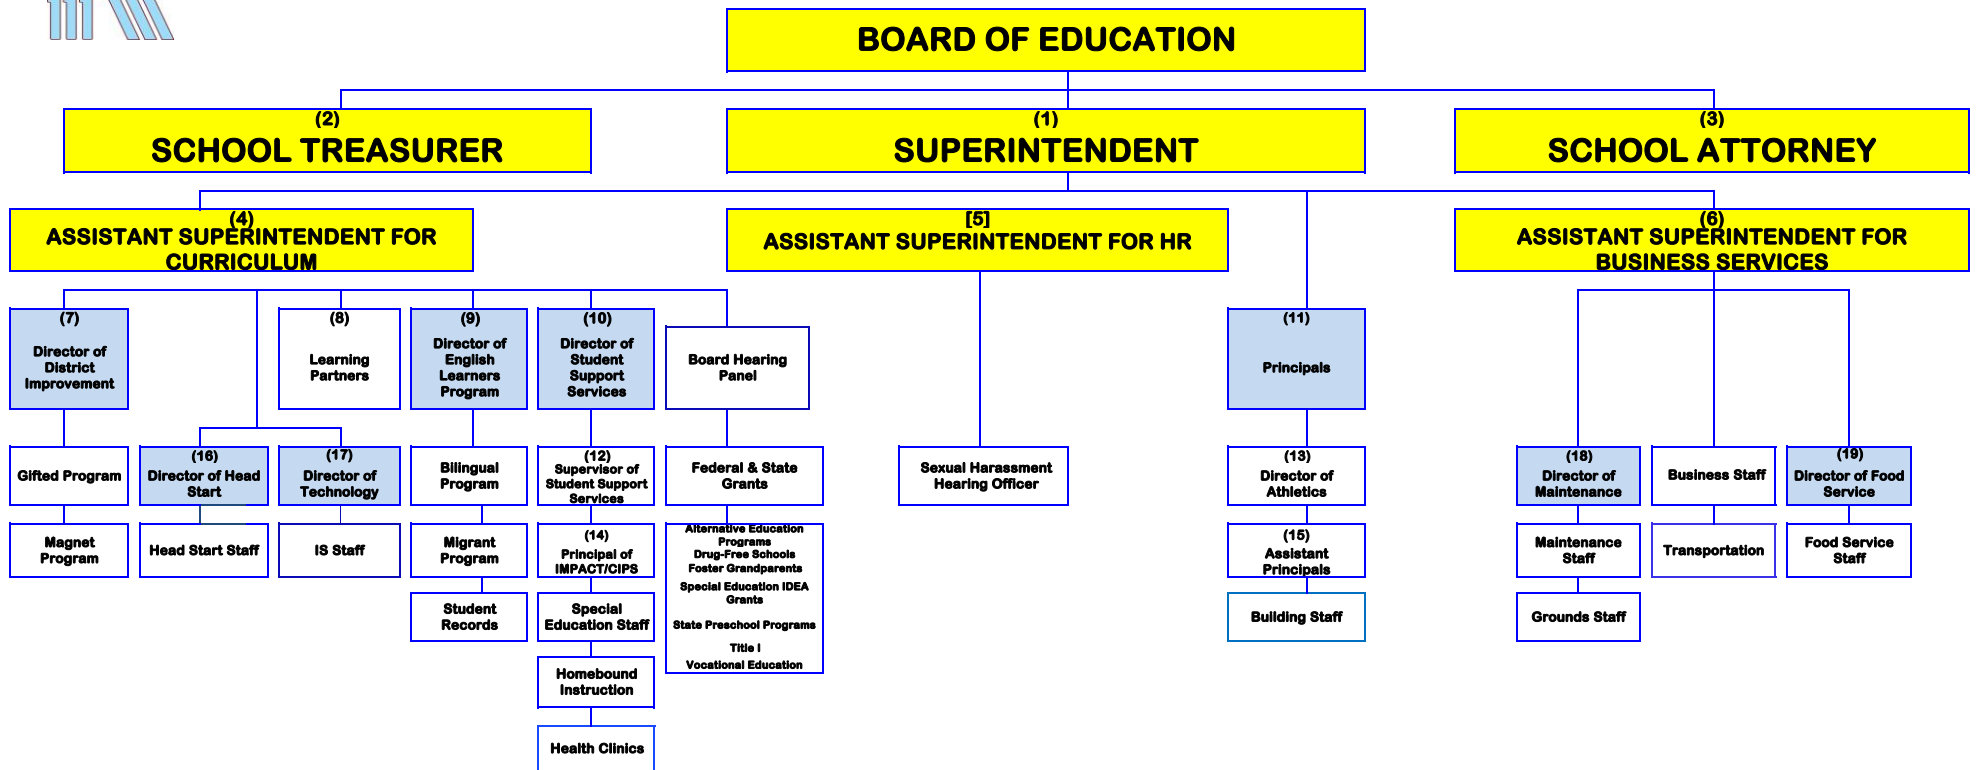 BOARD OF EDUCATION
(2)
SCHOOL TREASURER
(1)
SUPERINTENDENT
(3)
SCHOOL ATTORNEY
(4)
ASSISTANT SUPERINTENDENT FOR
CURRICULUM
[5]
ASSISTANT SUPERINTENDENT FOR HR
(6)
ASSISTANT SUPERINTENDENT FOR
BUSINESS SERVICES
(7)
Director of
District
Improvement
(8)
Learning
Partners
(9)
Director of
English
Learners
Program
(10)
Director of
Student
Support
Services
Board Hearing
Panel
(11)
Principals
Gifted Program
(16)
Director of Head
Start
(17)
Director of
Technology
Bilingual
Program
(12)
Supervisor of
Student Support
Services
Federal & State
Grants
Sexual Harassment
Hearing Officer
(13)
Director of
Athletics
(18)
Director of
Maintenance
Business Staff
(19)
Director of Food
Service
Magnet
Program
Head Start Staff
IS Staff
Migrant
Program
(14)
Principal of
IMPACT/CIPS
Alternative Education
Programs
Drug-Free Schools
Foster Grandparents
Special Education IDEA
Grants
State Preschool Programs
Title I
Vocational Education
(15)
Assistant
Principals
Maintenance
Staff
Transportation
Food Service
Staff
Student
Records
Special
Education Staff
Building Staff
Grounds Staff
Homebound
Instruction
Health Clinics